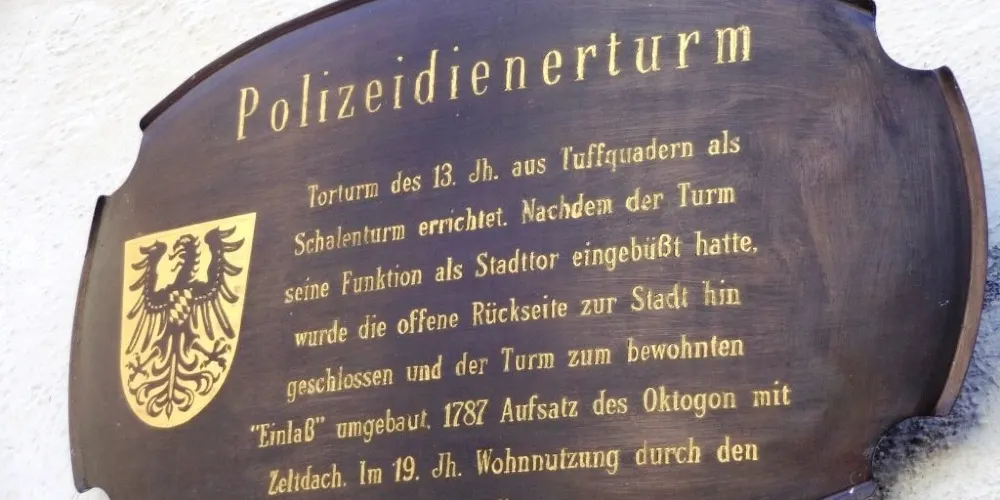 Polizeidienerturm
Torturm des 13. Jh. aus Tuffquadern als
Schalenturm errichtet. Nachdem der Turm
seine Funktion als Stadttor eingebüßt hatte,
wurde die offene Rückseite zur Stadt hin
geschlossen und der Turm zum bewohnten
"Einlaß" umgebaut. 1787 Aufsatz des Oktogon mit
Zeltdach. Im 19. Jh. Wohnnutzung durch den